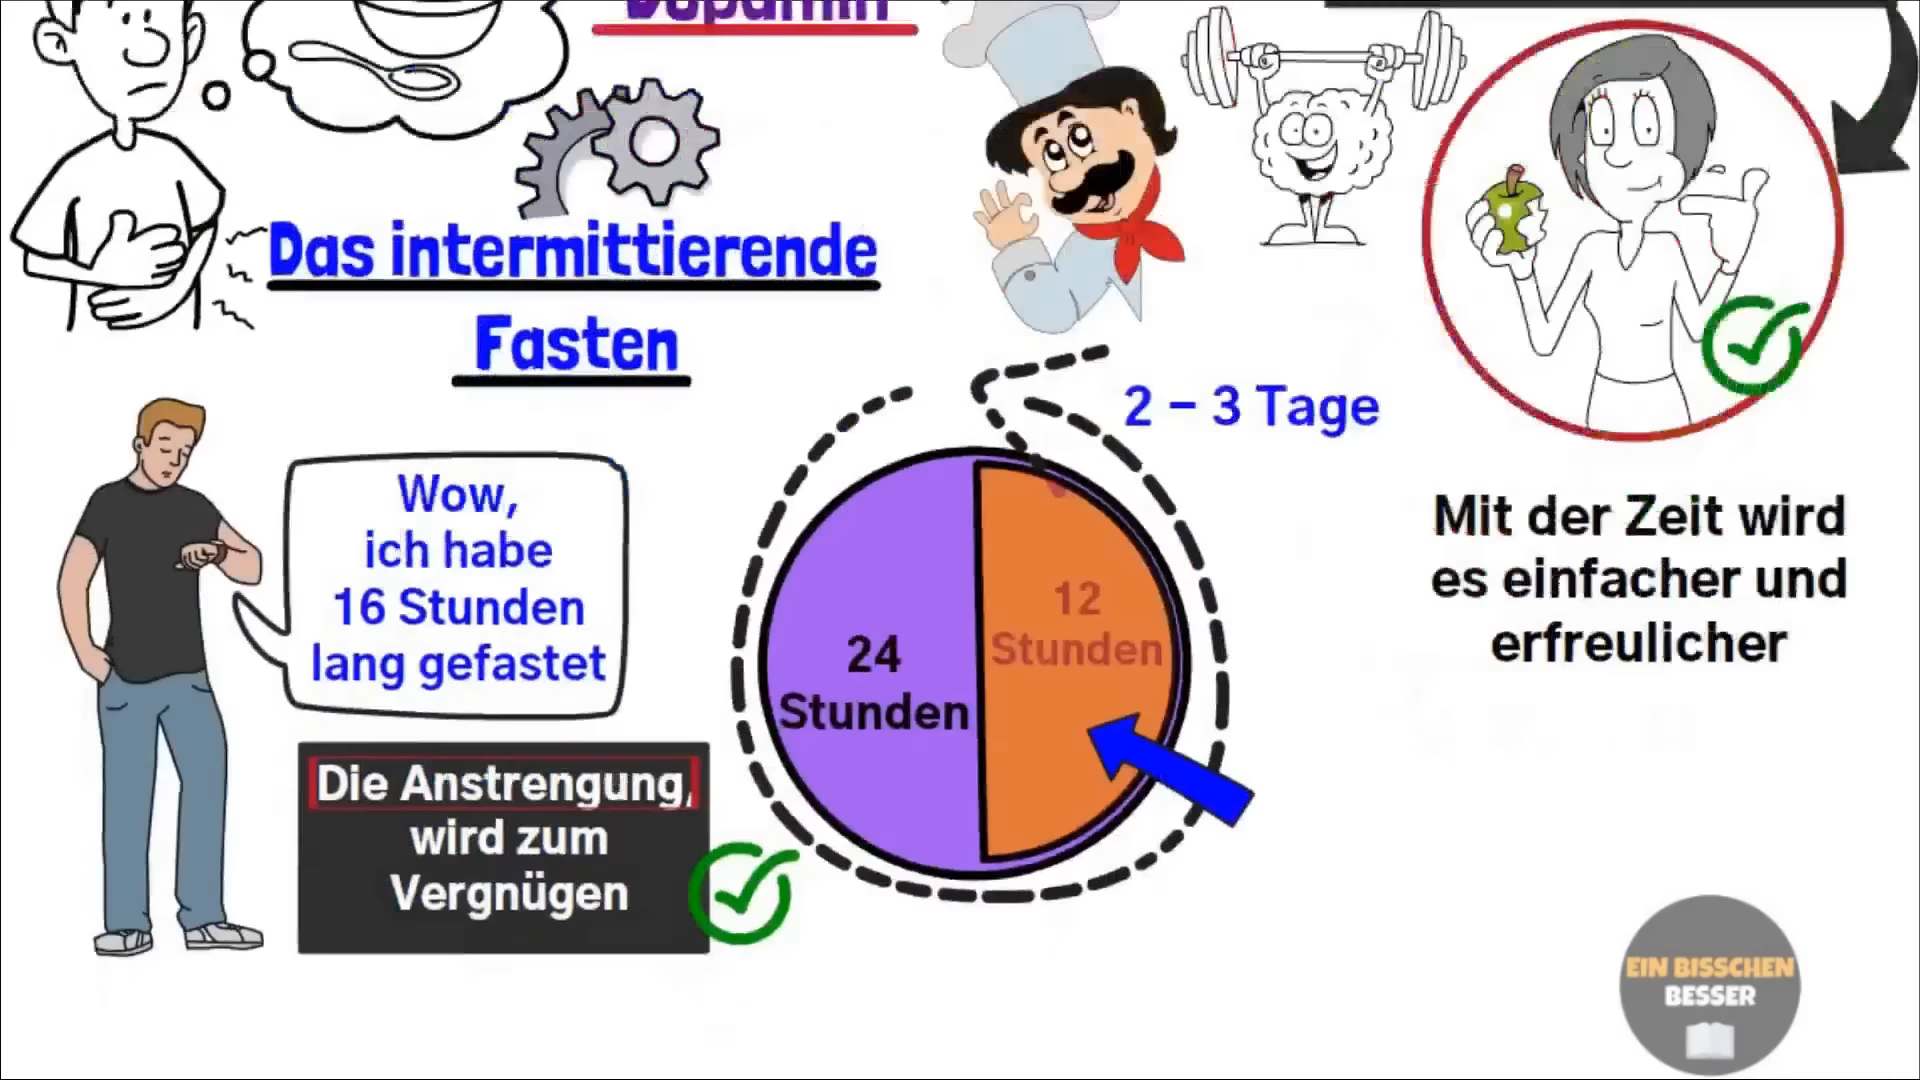 Dopamin
Das intermittierende
Fasten
2 – 3 Tage
Wow,
ich habe
16 Stunden
lang gefastet
24
Stunden
12
Stunden
Mit der Zeit wird
es einfacher und
erfreulicher
Die Anstrengung,
wird zum
Vergnügen
EIN BISSCHEN
BESSER